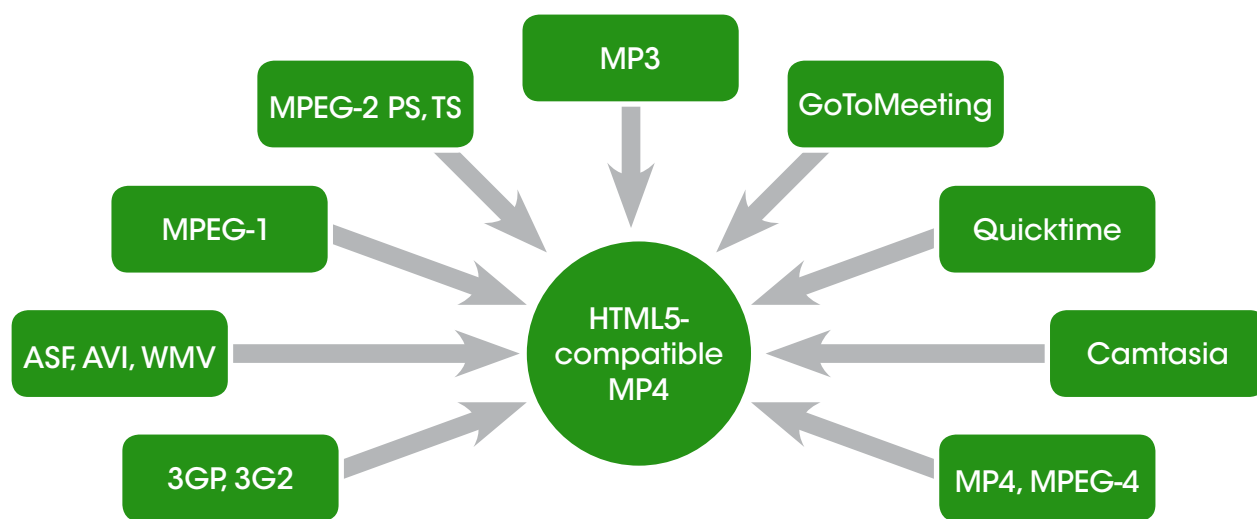 MP3
MPEG-2 PS, TS
GoToMeeting
MPEG-1
Quicktime
HTML5-
compatible
MP4
ASF, AVI, WMV
Camtasia
3GP, 3G2
MP4, MPEG-4